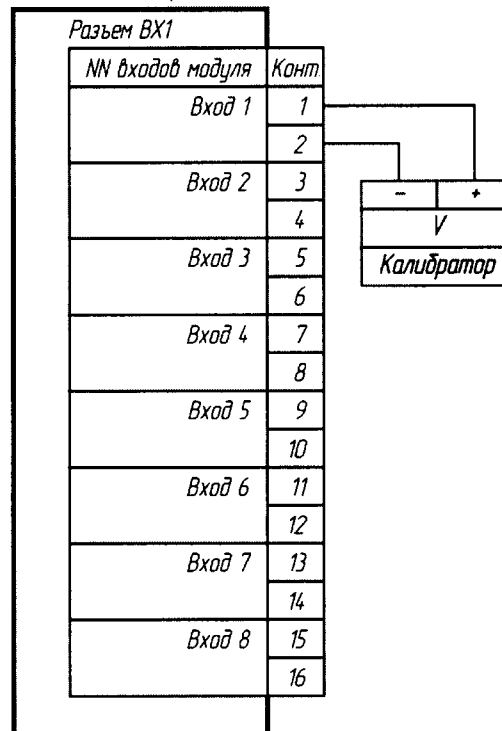 Разъем ВХ1
NN входов модуля Конт.
Вход 1 1
2
Вход 2 3
4
Вход 3 5
6
Вход 4 7
8
Вход 5 9
10
Вход 6 11
12
Вход 7 13
14
Вход 8 15
16
- +
V
Калибратор